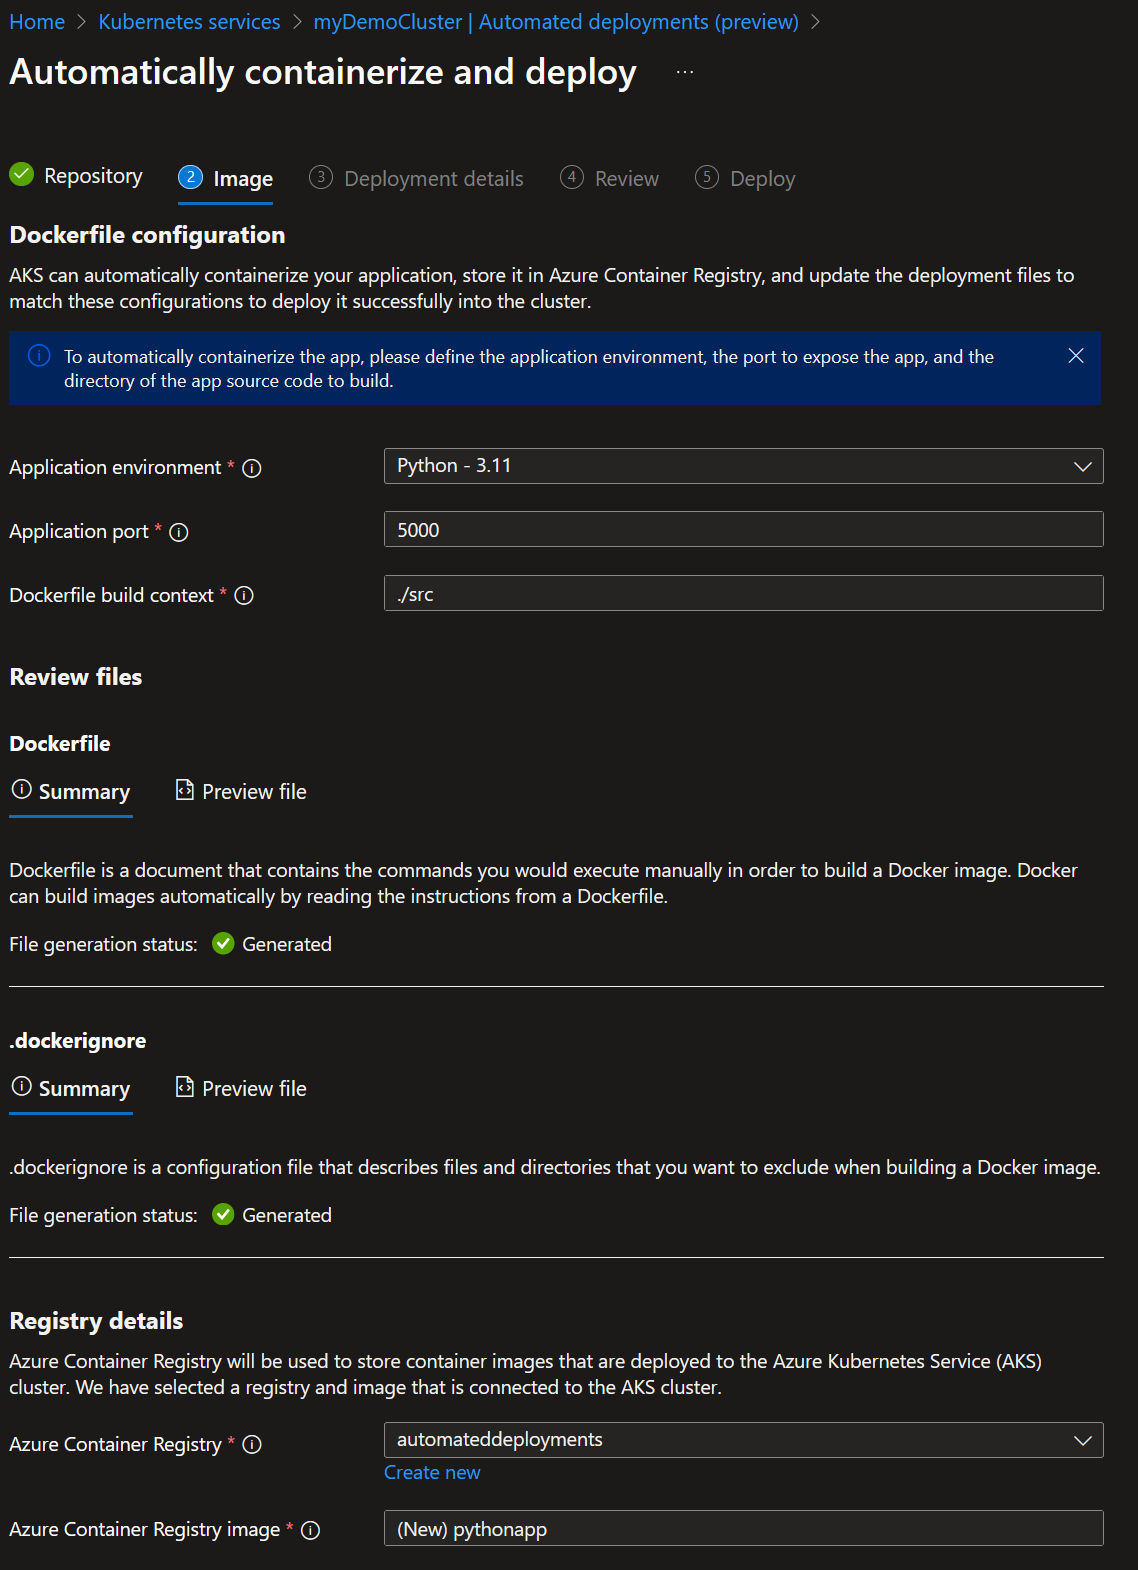 Home > Kubernetes services > myDemoCluster | Automated deployments (preview) >
Automatically containerize and deploy ...
Repository 2 Image 3 Deployment details 4 Review 5 Deploy
Dockerfile configuration
AKS can automatically containerize your application, store it in Azure Container Registry, and update the deployment files to
match these configurations to deploy it successfully into the cluster.
To automatically containerize the app, please define the application environment, the port to expose the app, and the
directory of the app source code to build.
Application environment * Python - 3.11
Application port * 5000
Dockerfile build context * ./src
Review files
Dockerfile
Summary Preview file
Dockerfile is a document that contains the commands you would execute manually in order to build a Docker image. Docker
can build images automatically by reading the instructions from a Dockerfile.
File generation status: Generated
.dockerignore
Summary Preview file
.dockerignore is a configuration file that describes files and directories that you want to exclude when building a Docker image.
File generation status: Generated
Registry details
Azure Container Registry will be used to store container images that are deployed to the Azure Kubernetes Service (AKS)
cluster. We have selected a registry and image that is connected to the AKS cluster.
Azure Container Registry * automateddeployments
Create new
Azure Container Registry image * (New) pythonapp